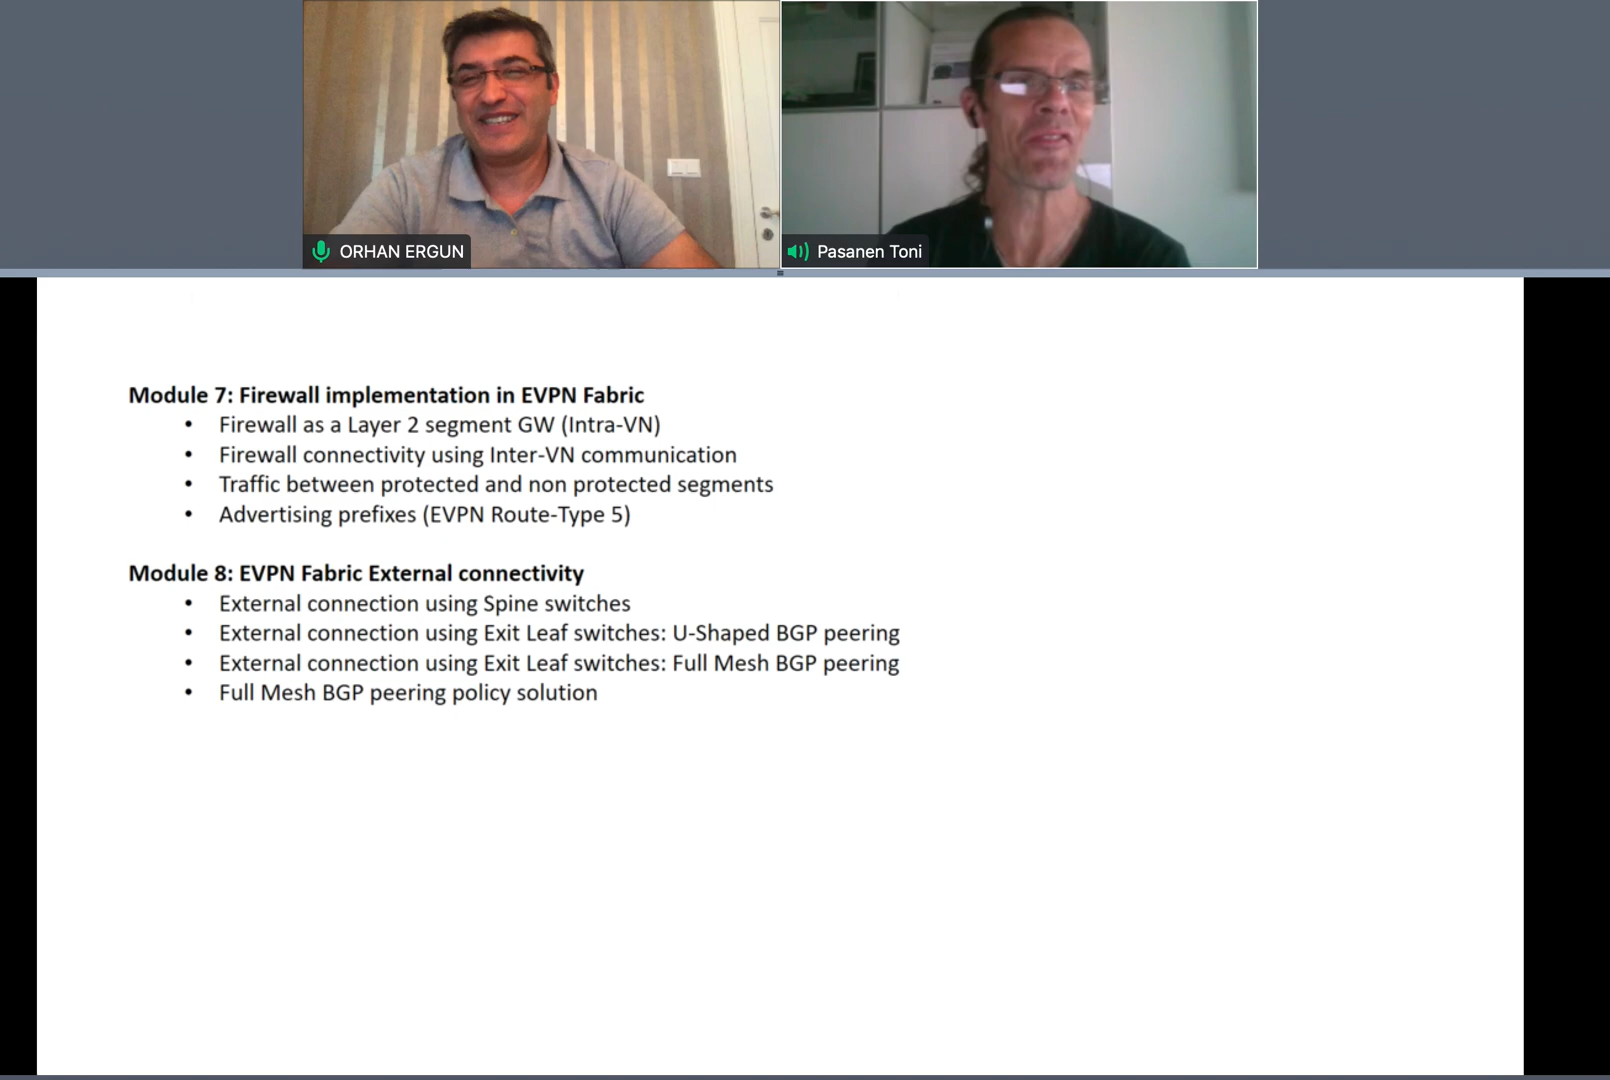 ORHAN ERGUN
Pasanen Toni
Module 7: Firewall implementation in EVPN Fabric
• Firewall as a Layer 2 segment GW (Intra-VN)
• Firewall connectivity using Inter-VN communication
• Traffic between protected and non protected segments
• Advertising prefixes (EVPN Route-Type 5)
Module 8: EVPN Fabric External connectivity
• External connection using Spine switches
• External connection using Exit Leaf switches: U-Shaped BGP peering
• External connection using Exit Leaf switches: Full Mesh BGP peering
• Full Mesh BGP peering policy solution